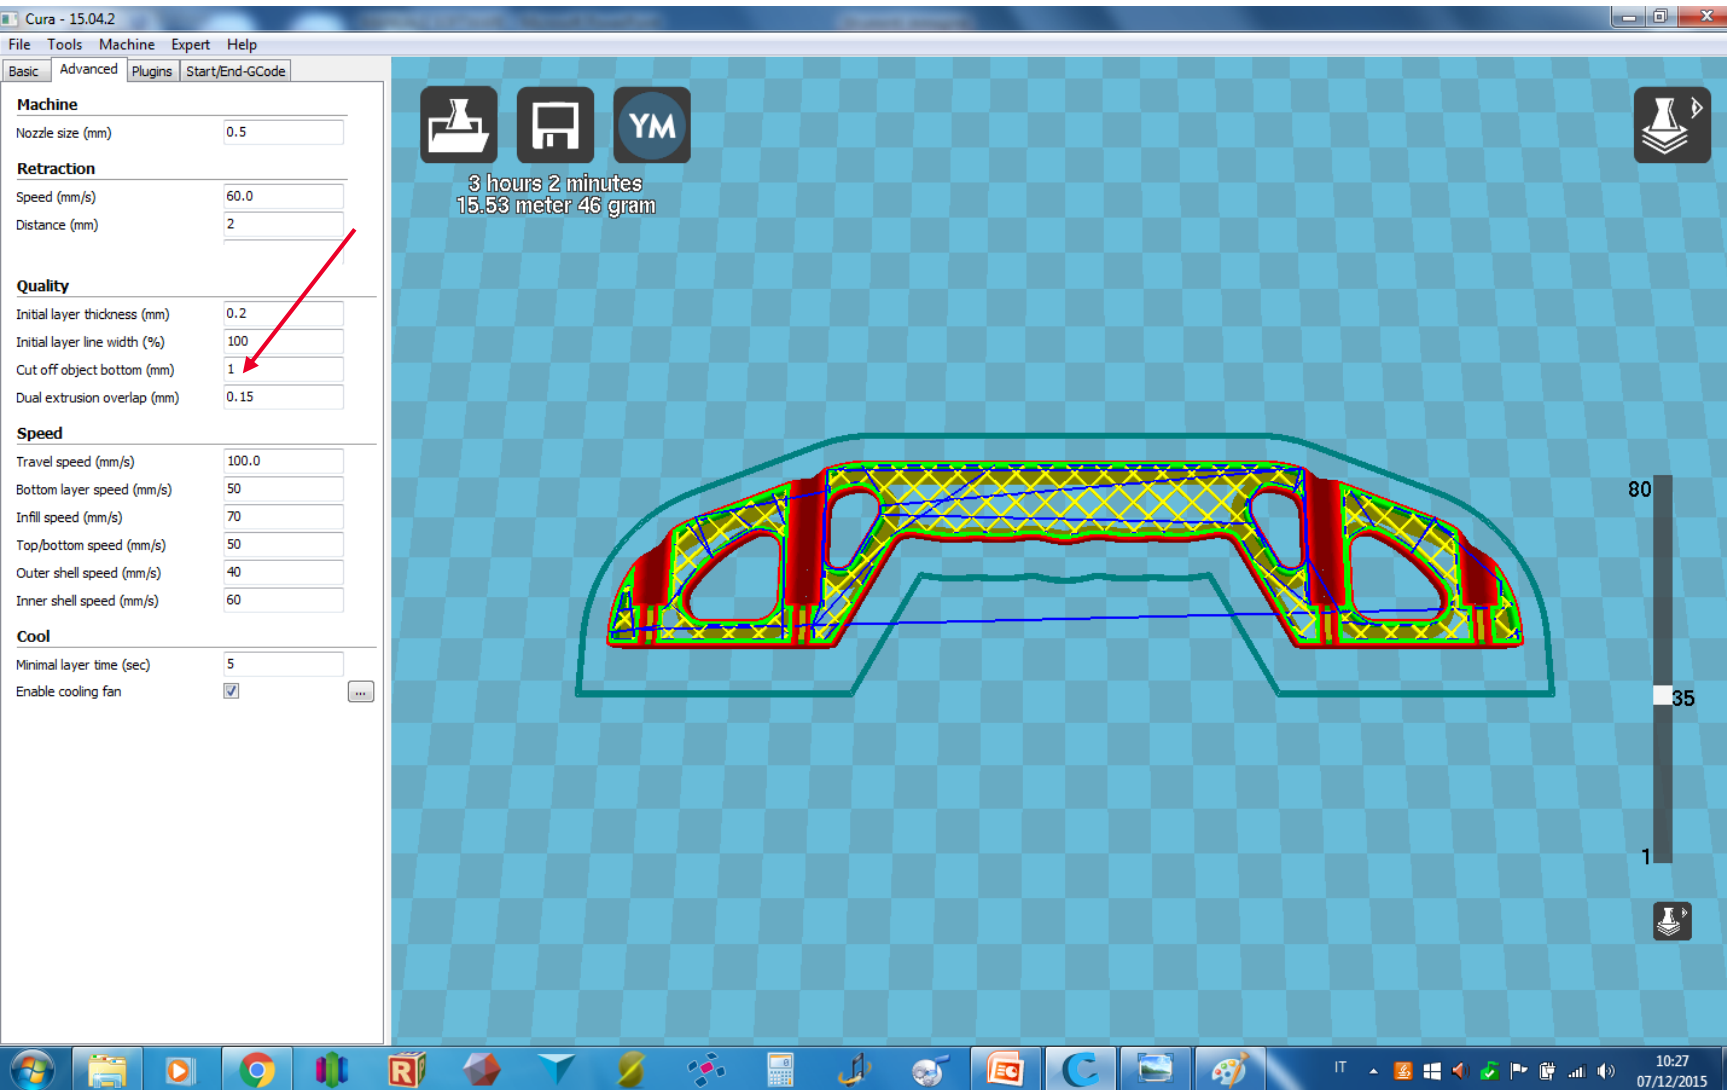 Cura - 15.04.2
File Tools Machine Expert Help
Basic Advanced Plugins Start/End-GCode
Machine
Nozzle size (mm) 0.5
Retraction
Speed (mm/s) 60.0
Distance (mm) 2
Quality
Initial layer thickness (mm) 0.2
Initial layer line width (%) 100
Cut off object bottom (mm) 1
Dual extrusion overlap (mm) 0.15
Speed
Travel speed (mm/s) 100.0
Bottom layer speed (mm/s) 50
Infill speed (mm/s) 70
Top/bottom speed (mm/s) 50
Outer shell speed (mm/s) 40
Inner shell speed (mm/s) 60
Cool
Minimal layer time (sec) 5
Enable cooling fan ...
YM
3 hours 2 minutes
15.53 meter 46 gram
80
35
1
IT
10:27
07/12/2015